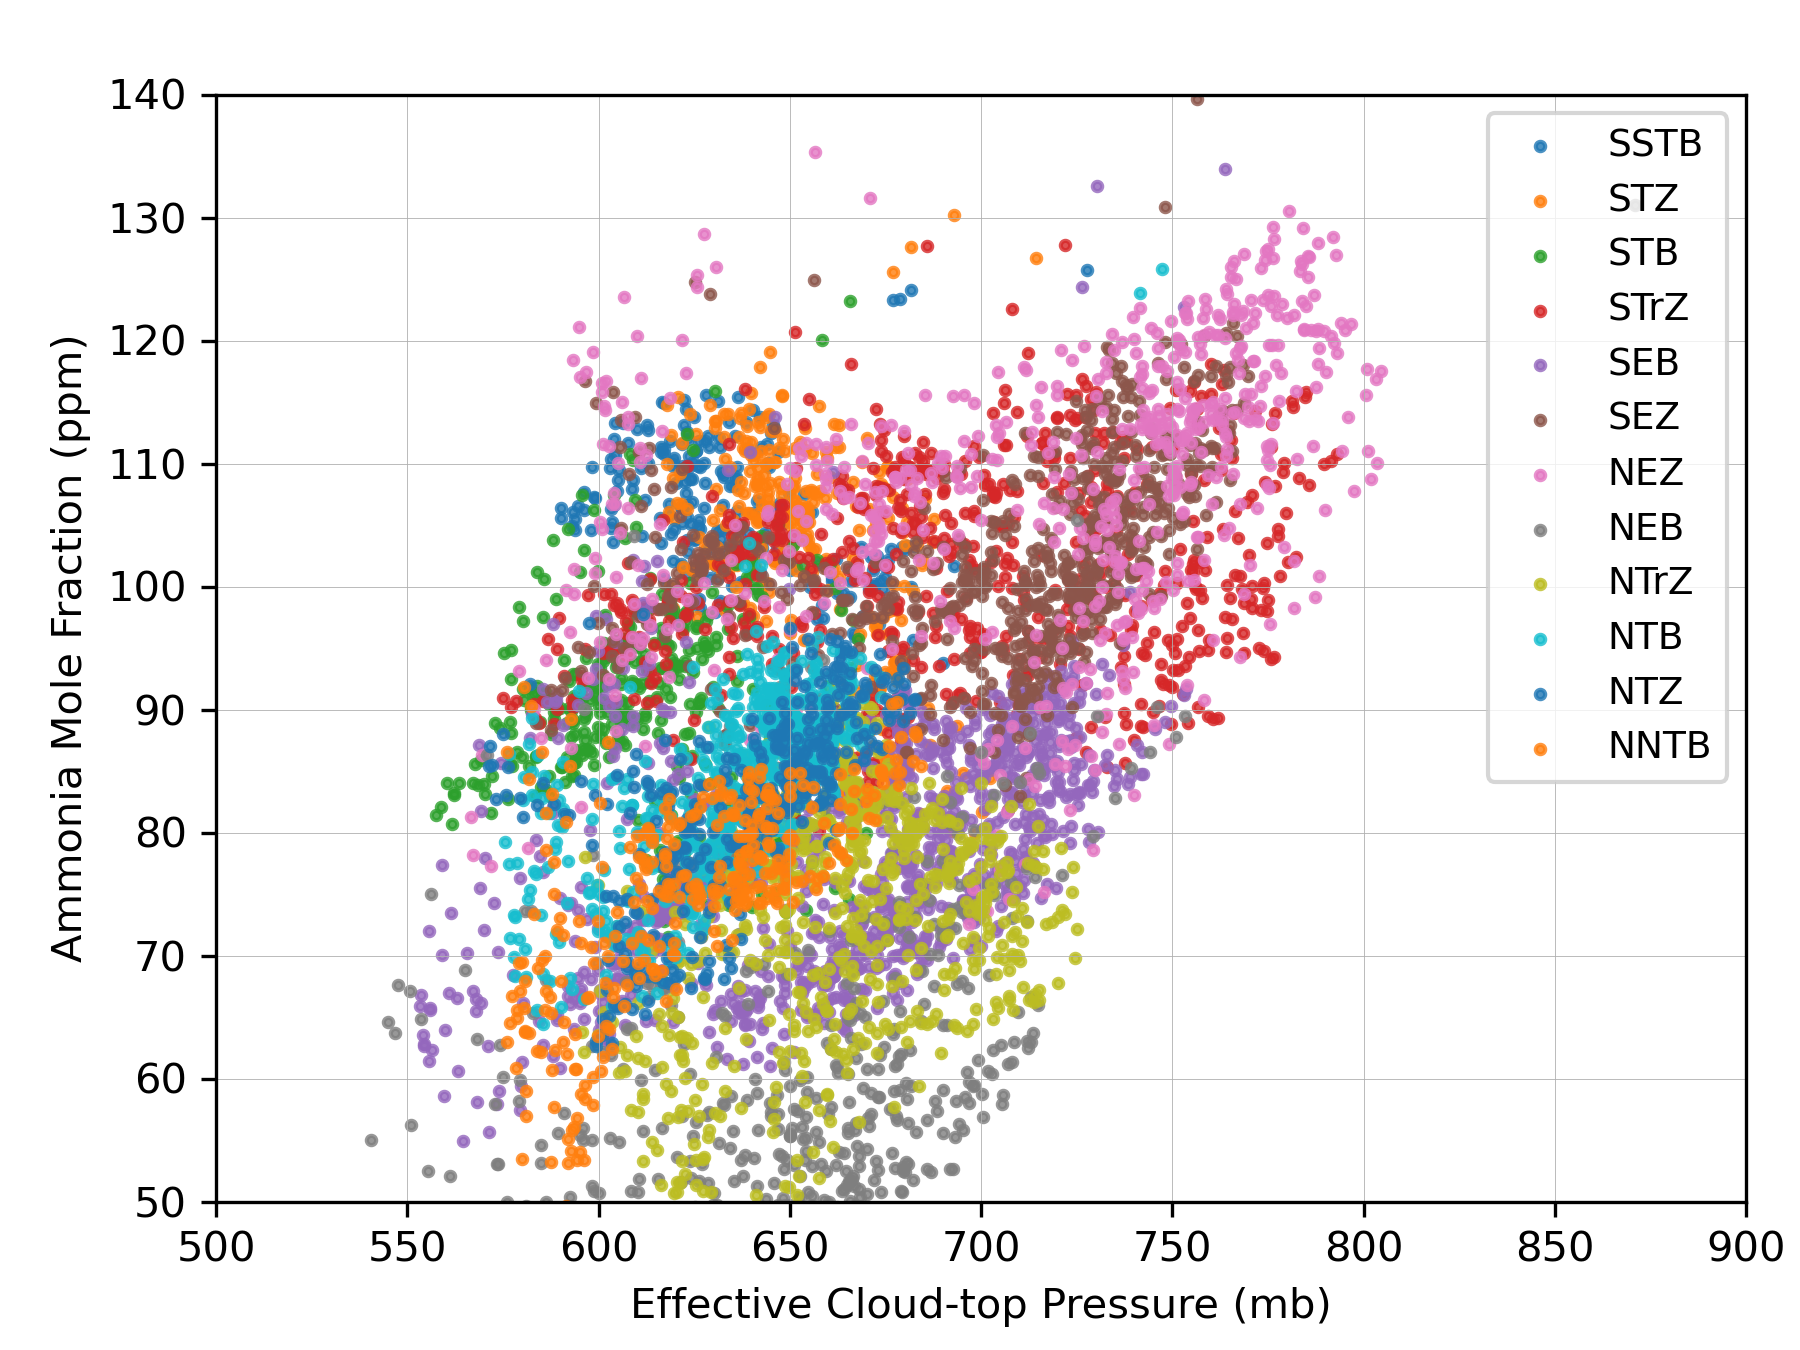 140
130
120
110
100
90
80
70
60
50
Ammonia Mole Fraction (ppm)
500 550 600 650 700 750 800 850 900
Effective Cloud-top Pressure (mb)
SSTB
STZ
STB
STrZ
SEB
SEZ
NEZ
NEB
NTrZ
NTB
NTZ
NNTB